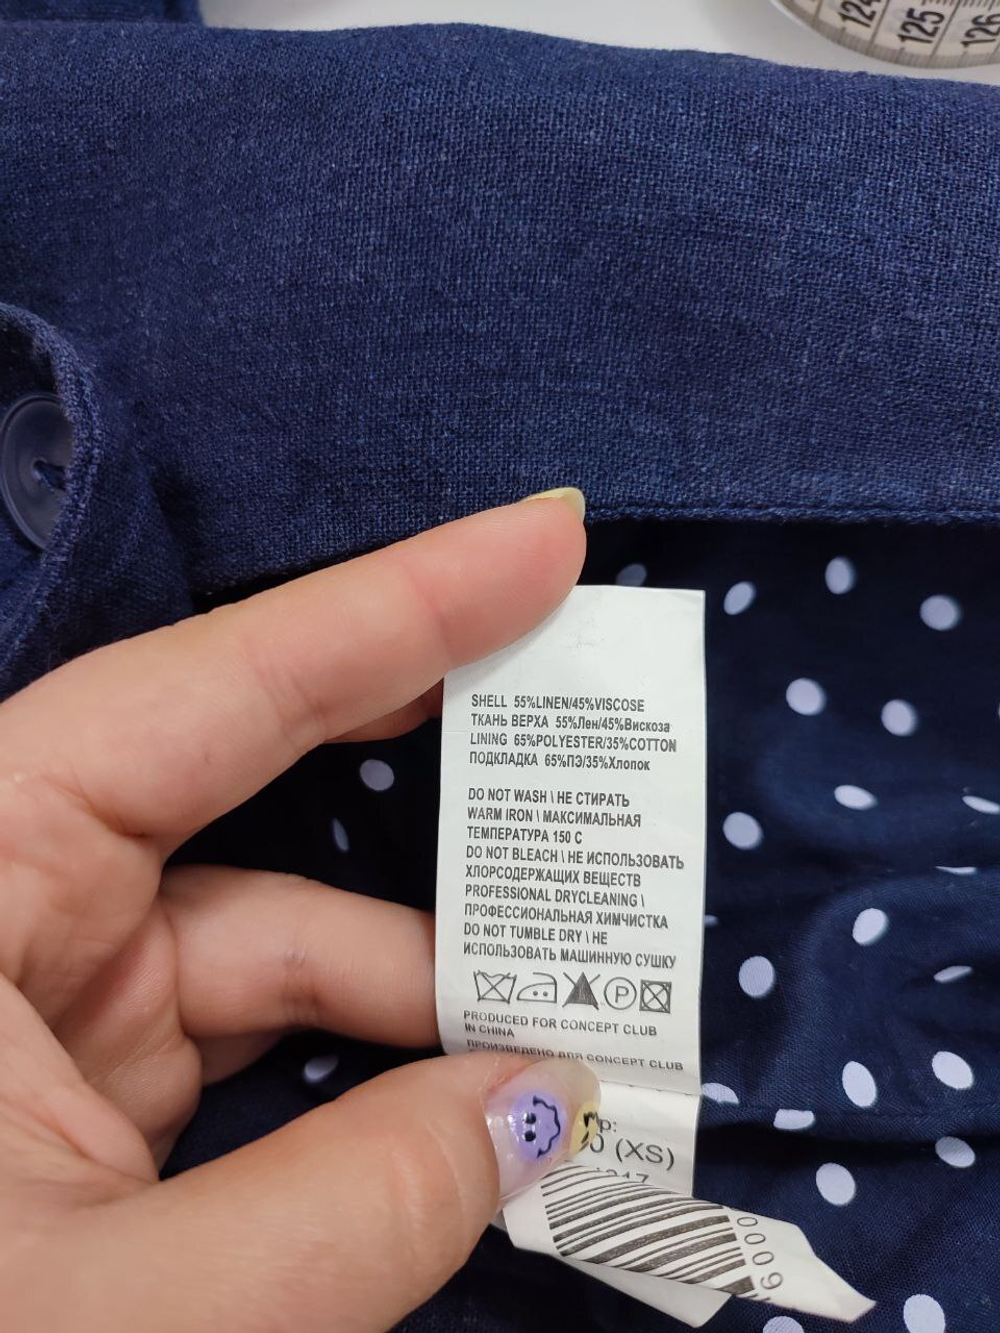 124 125 126
SHELL 55%LINEN/45%VISCOSE
ТКАНЬ ВЕРХА 55%Лен/45%Вискоза
LINING 65%POLYESTER/35%COTTON
ПОДКЛАДКА 65%ПЭ/35%Хлопок
DO NOT WASH \ НЕ СТИРАТЬ
WARM IRON \ МАКСИМАЛЬНАЯ
ТЕМПЕРАТУРА 150 С
DO NOT BLEACH \ НЕ ИСПОЛЬЗОВАТЬ
ХЛОРСОДЕРЖАЩИХ ВЕЩЕСТВ
PROFESSIONAL DRYCLEANING \
ПРОФЕССИОНАЛЬНАЯ ХИМЧИСТКА
DO NOT TUMBLE DRY \ НЕ
ИСПОЛЬЗОВАТЬ МАШИННУЮ СУШКУ
P
PRODUCED FOR CONCEPT CLUB
IN CHINA
ПРОИЗВЕДЕНО ДЛЯ CONCEPT CLUB
(XS)